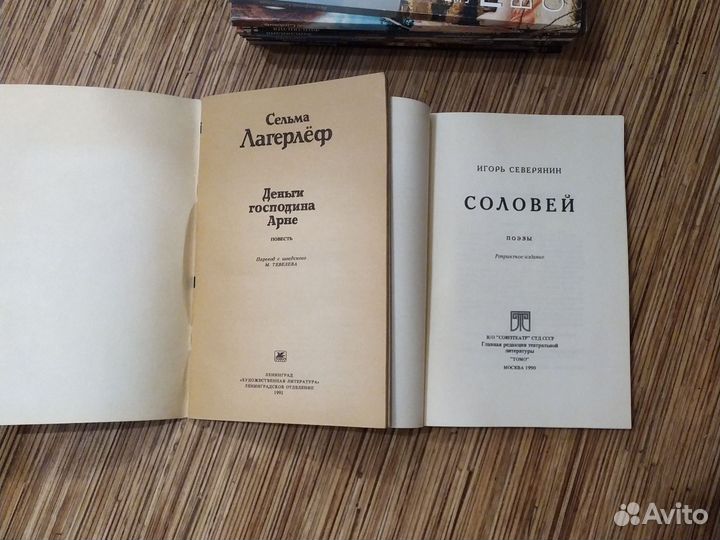 Сельма
Лагерлёф
Деньги
господина
Арне
ПОВЕСТЬ
Перевод с шведского
М. ТЕВЕЛЕВА
ЛЕНИНГРАД
«ХУДОЖЕСТВЕННАЯ ЛИТЕРАТУРА»
ЛЕНИНГРАДСКОЕ ОТДЕЛЕНИЕ
1991
ИГОРЬ СЕВЕРЯНИН
СОЛОВЕЙ
ПОЭЗЫ
Репринтное издание
В/О "СОЮЗТЕАТР" СТД СССР
Главная редакция театральной
литературы
"ТОМО"
МОСКВА 1990
Avito